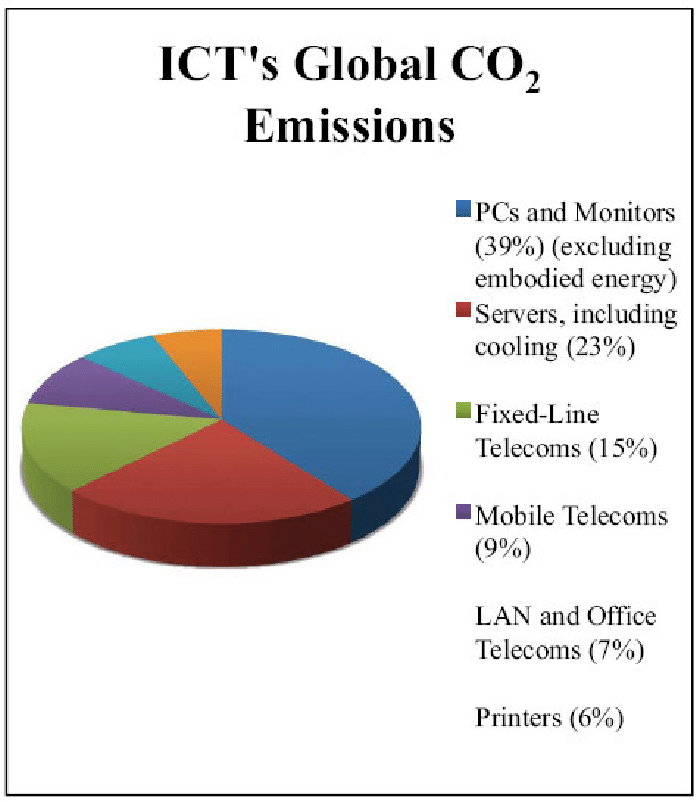 ICT's Global CO₂
Emissions
PCs and Monitors
(39%) (excluding
embodied energy)
Servers, including
cooling (23%)
Fixed-Line
Telecoms (15%)
Mobile Telecoms
(9%)
LAN and Office
Telecoms (7%)
Printers (6%)